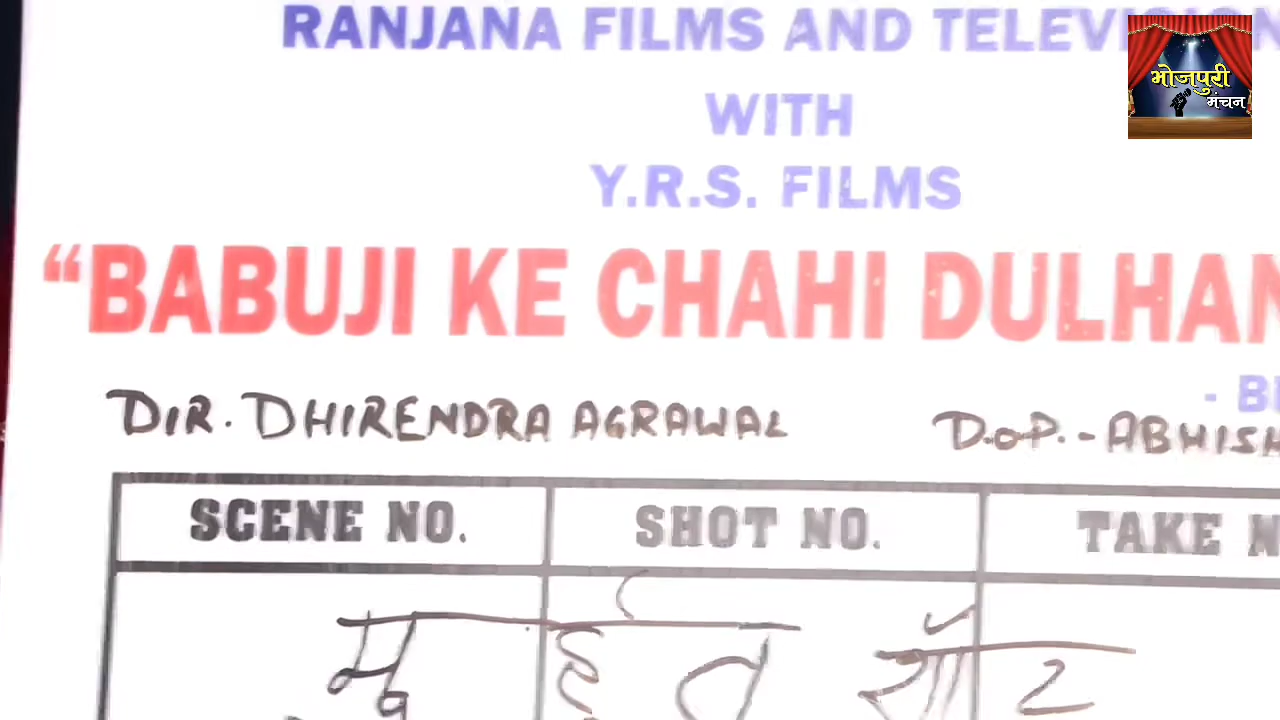 RANJANA FILMS AND TELEVISION
WITH
Y.R.S. FILMS
"BABUJI KE CHAHI DULHAN
DIR. DHIRENDRA AGRAWAL D.O.P.- ABHISH
- B
SCENE NO. SHOT NO. TAKE N
मुहूर्त शॉट
भोजपुरी
मंचन